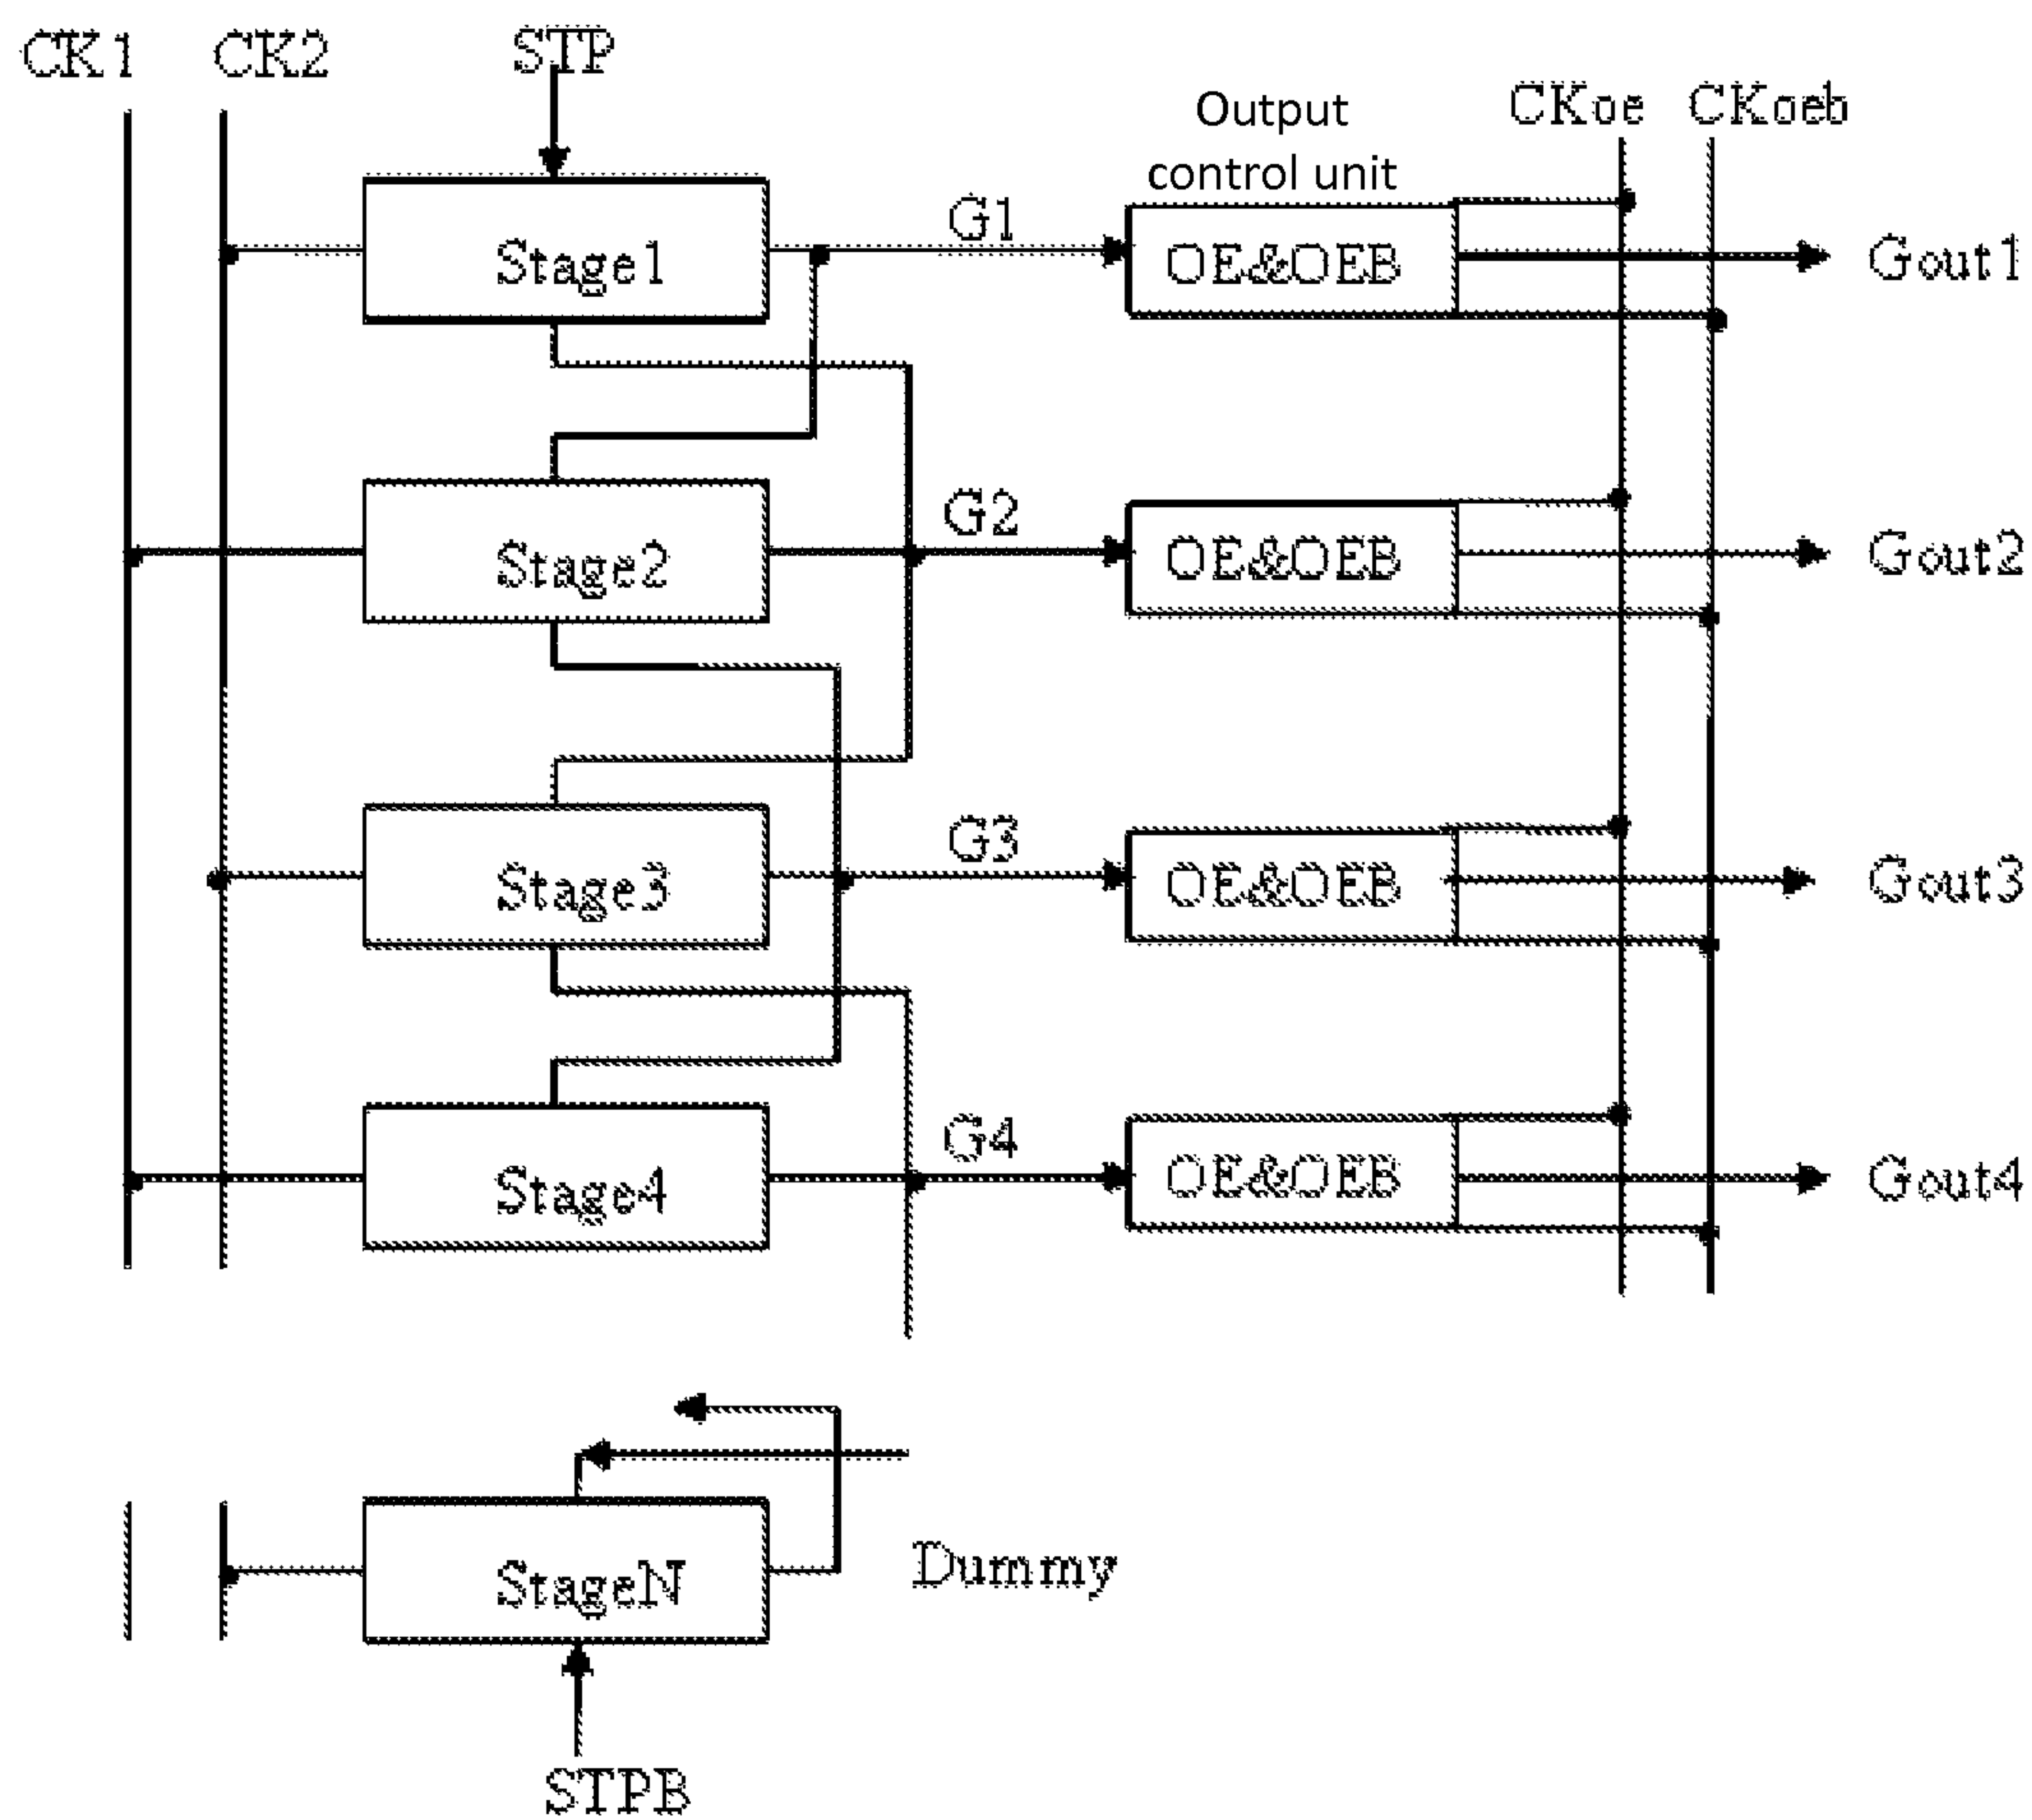 CK1
CK2
STP
Output
control unit
CKoe
CKoeb
Stage1
G1
OE&OEB
Gout1
Stage2
G2
OE&OEB
Gout2
Stage3
G3
OE&OEB
Gout3
Stage4
G4
OE&OEB
Gout4
StageN
Dummy
STPB